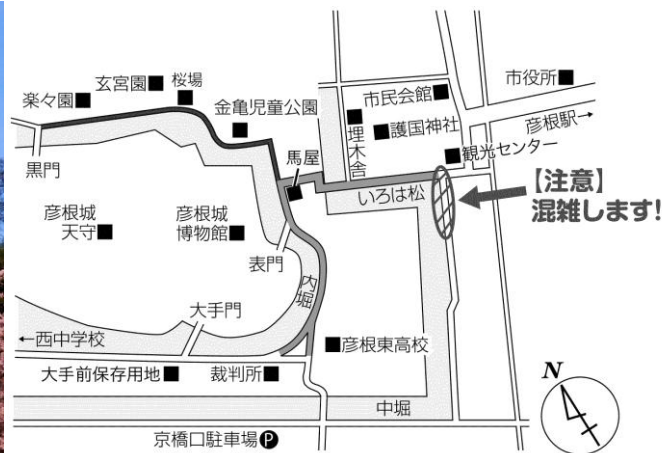 市役所■
玄宮園■
桜場
■
市民会館■
楽々園■
金亀児童公園
■
■
埋木舎
■護国神社
彦根駅→
■観光センター
黒門
馬屋
■
【注意】
混雑します!
いろは松
彦根城
天守■
彦根城
博物館■
表門
内堀
大手門
←西中学校
■彦根東高校
大手前保存用地■
裁判所■
N
中堀
京橋口駐車場P